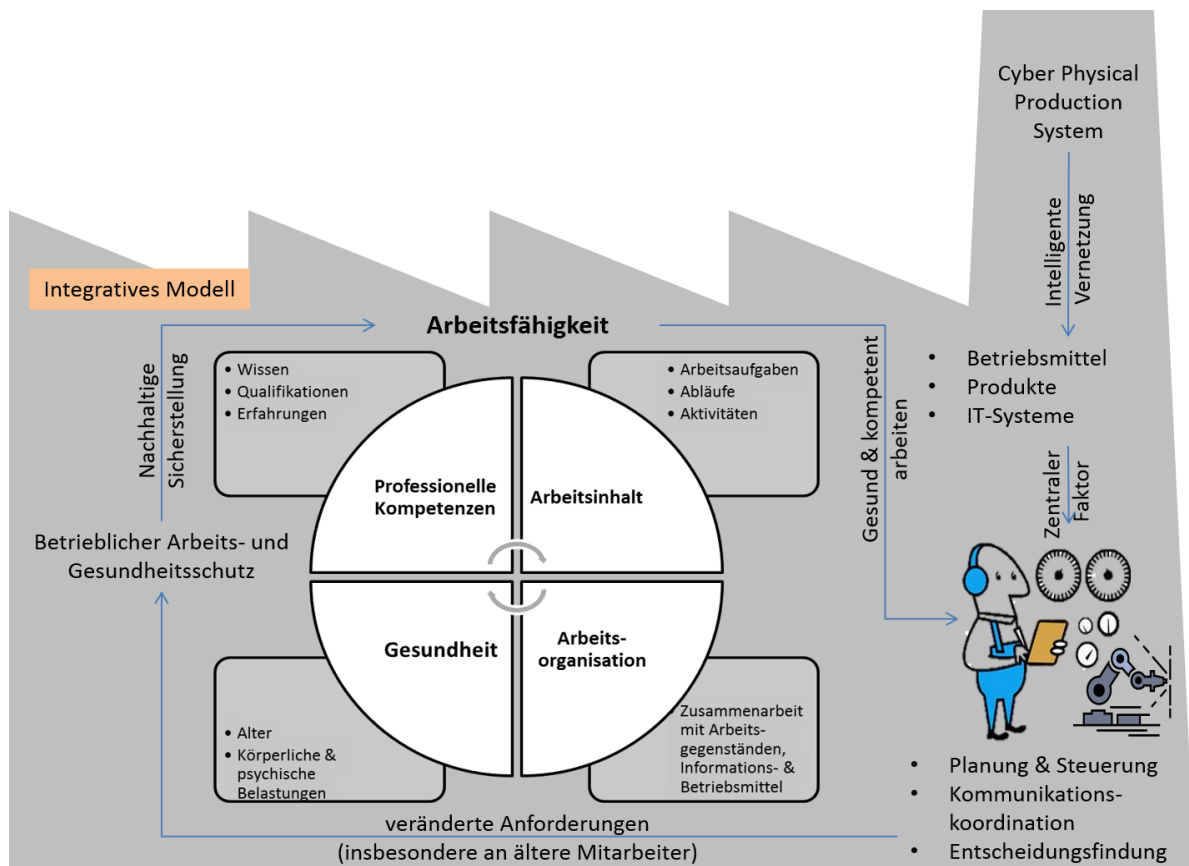 Cyber Physical
Production
System
Intelligente
Vernetzung
Integratives Modell
Arbeitsfähigkeit
Nachhaltige
Sicherstellung
• Wissen
• Qualifikationen
• Erfahrungen
• Arbeitsaufgaben
• Abläufe
• Aktivitäten
Gesund & kompetent
arbeiten
• Betriebsmittel
• Produkte
• IT-Systeme
Professionelle
Kompetenzen
Arbeitsinhalt
Zentraler
Faktor
Betrieblicher Arbeits- und
Gesundheitsschutz
Gesundheit
Arbeits-
organisation
• Alter
• Körperliche &
psychische
Belastungen
• Zusammenarbeit
mit Arbeits-
gegenständen,
Informations- &
Betriebsmittel
• Planung & Steuerung
• Kommunikations-
koordination
• Entscheidungsfindung
veränderte Anforderungen
(insbesondere an ältere Mitarbeiter)